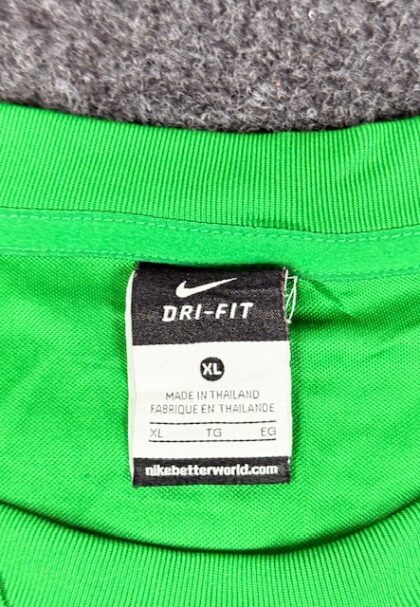 DRI-FIT
XL
MADE IN THAILAND
FABRIQUE EN THAILANDE
XL TG EG
nikebetterworld.com